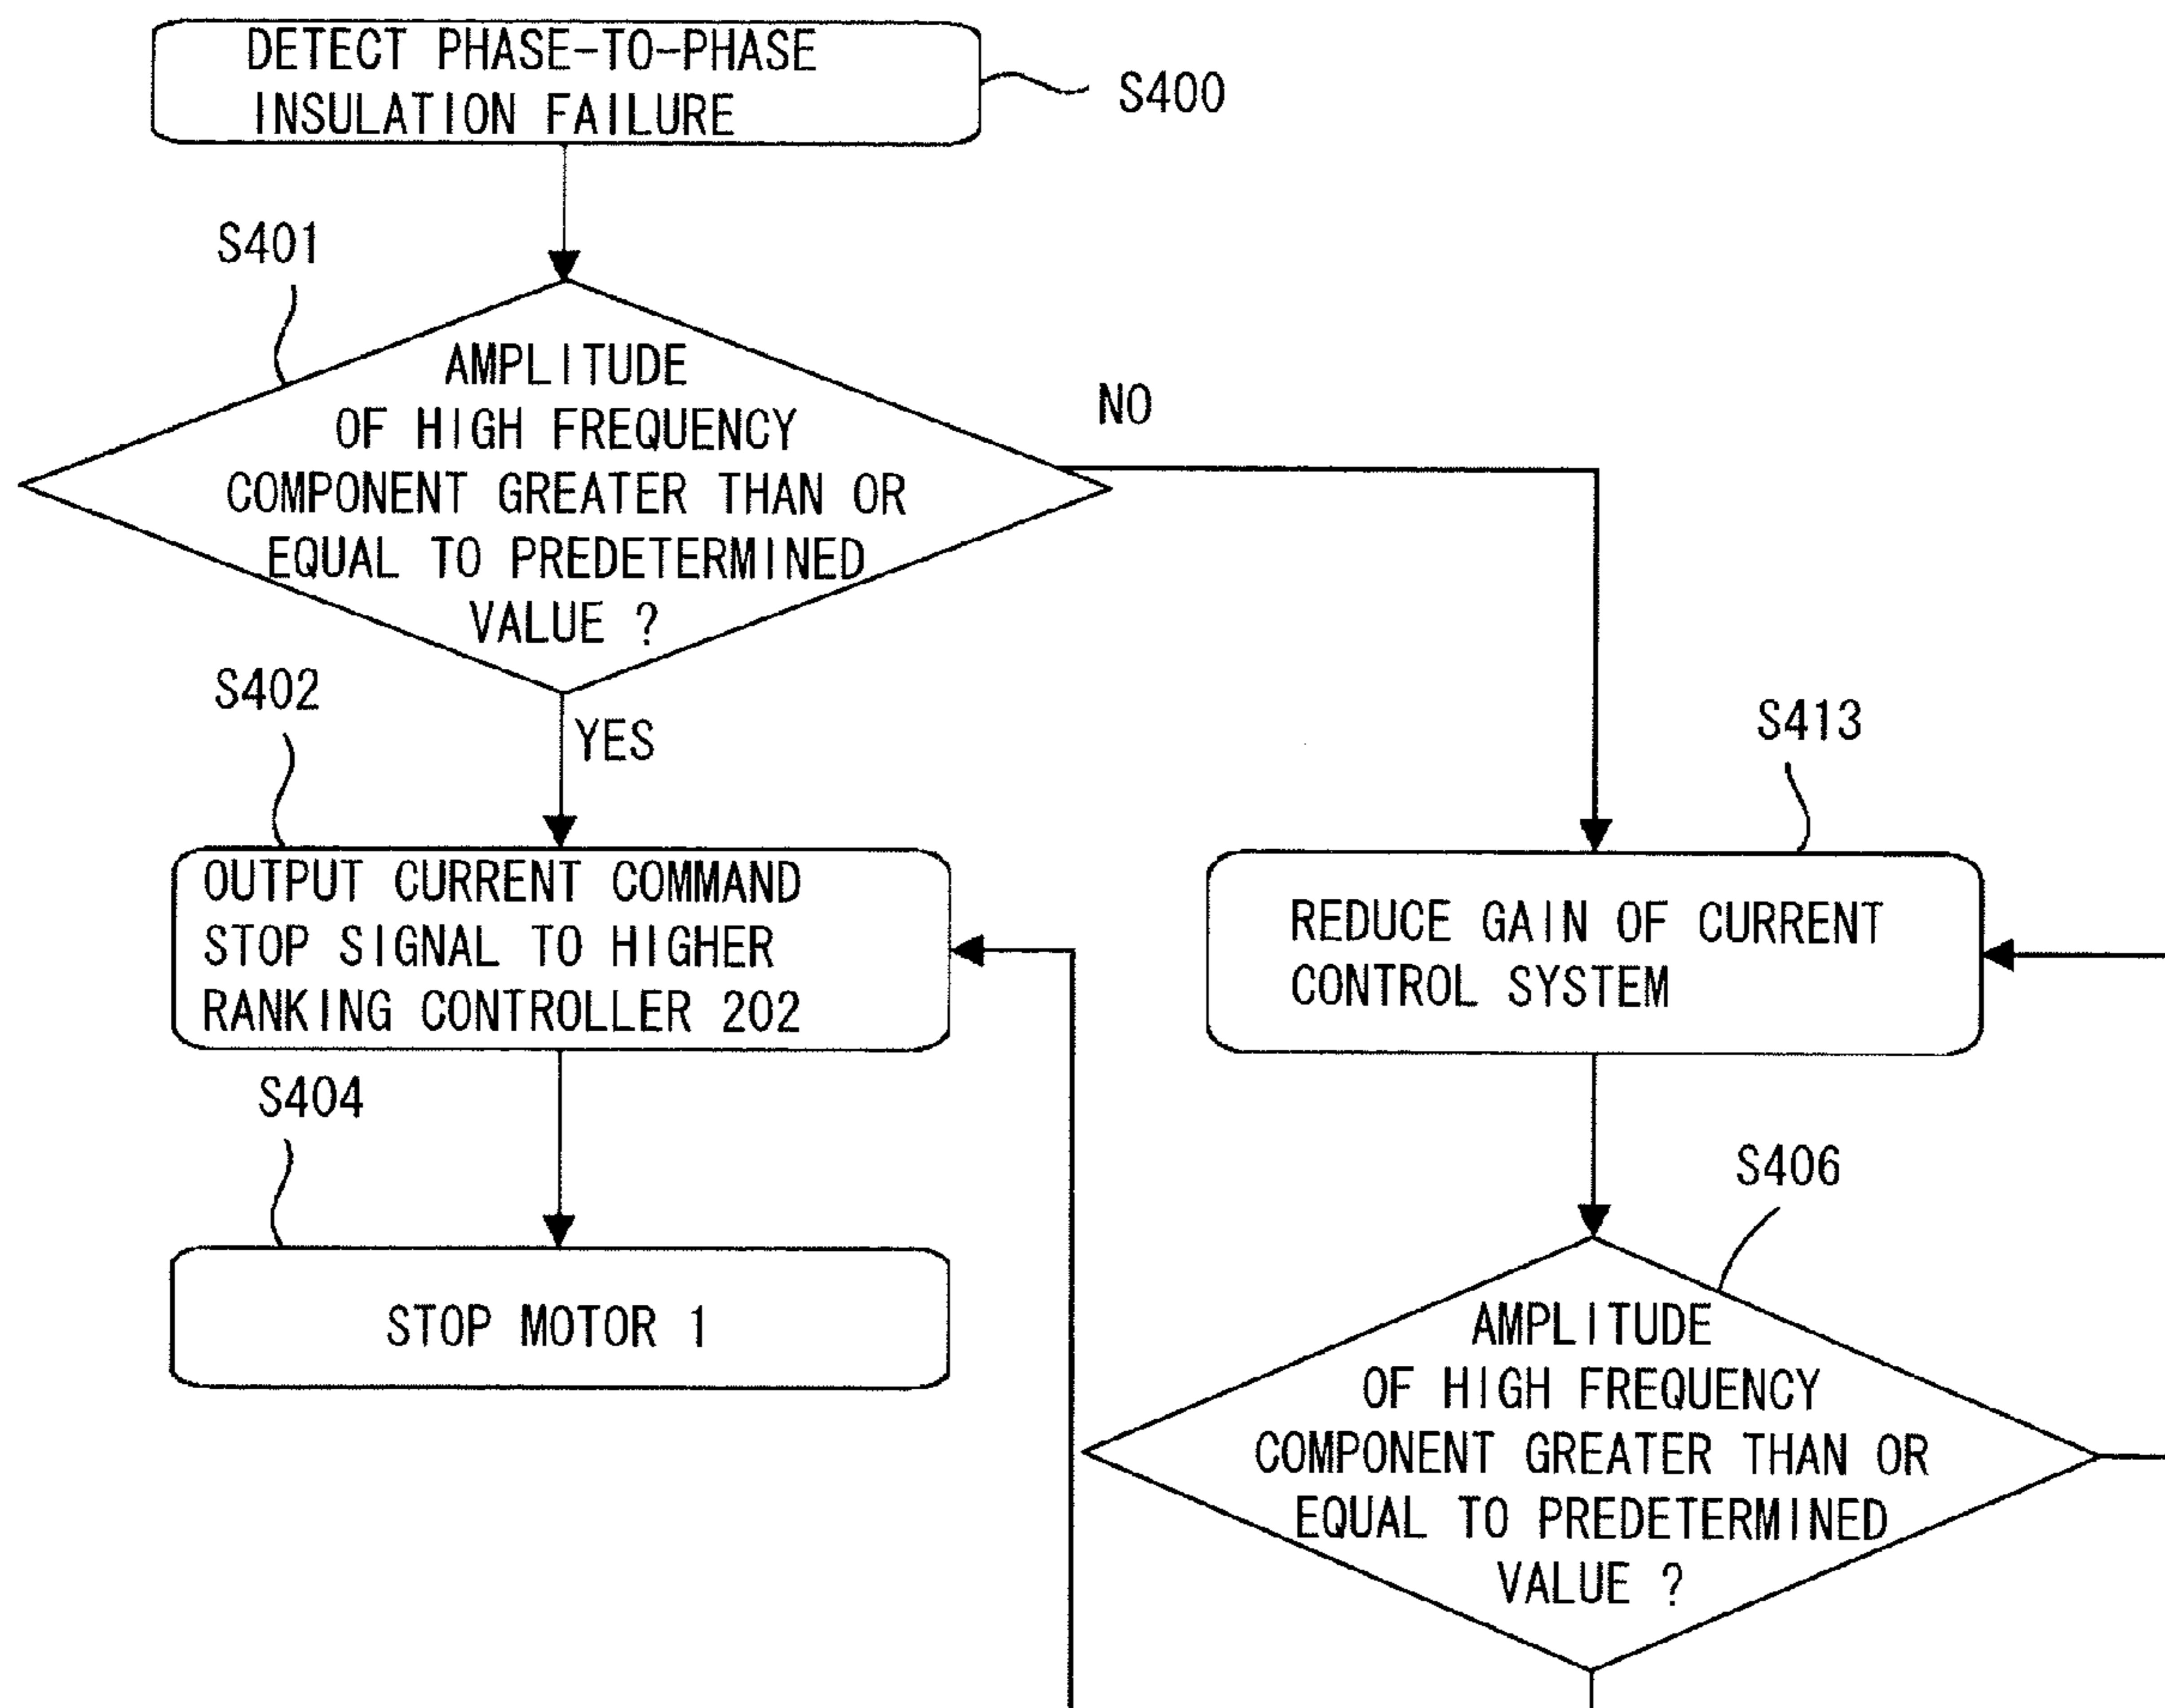 DETECT PHASE-TO-PHASE
INSULATION FAILURE
S400
S401
AMPLITUDE
OF HIGH FREQUENCY
COMPONENT GREATER THAN OR
EQUAL TO PREDETERMINED
VALUE ?
NO
YES
S402
OUTPUT CURRENT COMMAND
STOP SIGNAL TO HIGHER
RANKING CONTROLLER 202
S413
REDUCE GAIN OF CURRENT
CONTROL SYSTEM
S404
STOP MOTOR 1
S406
AMPLITUDE
OF HIGH FREQUENCY
COMPONENT GREATER THAN OR
EQUAL TO PREDETERMINED
VALUE ?